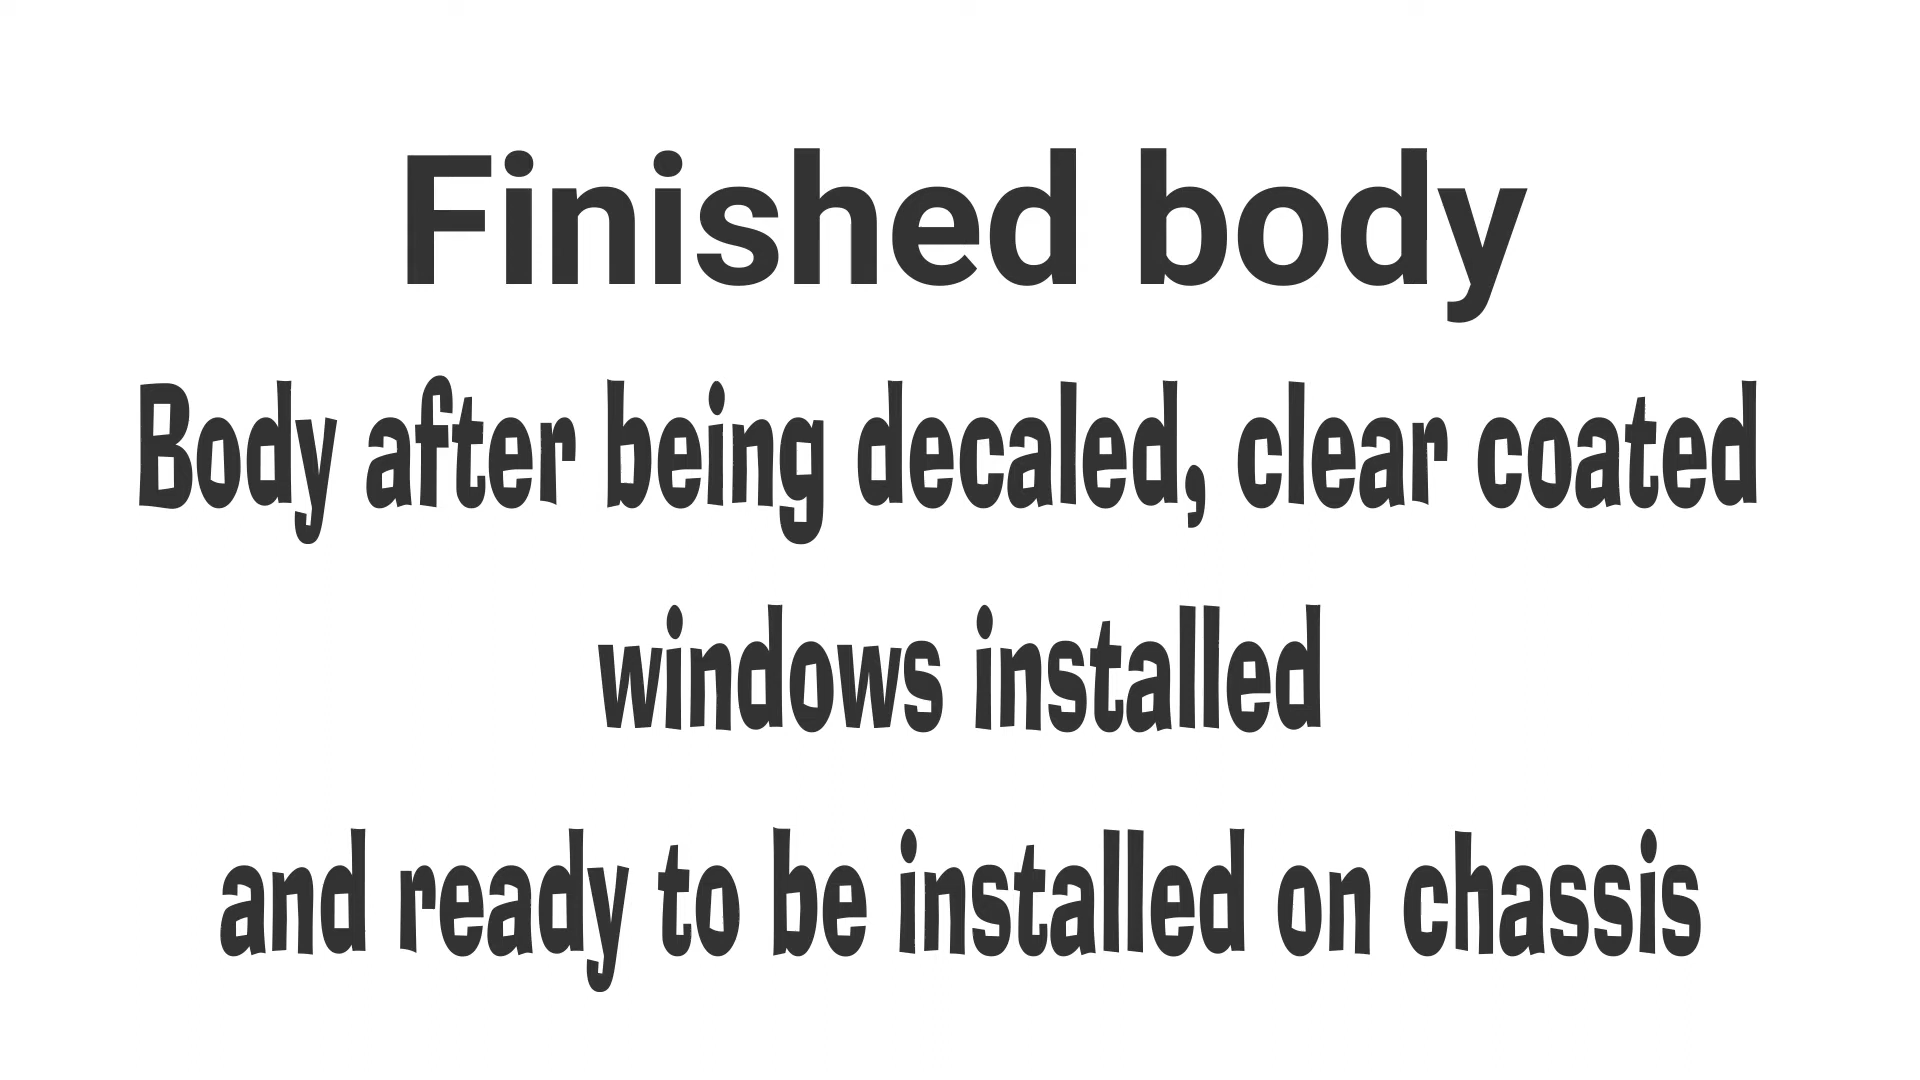 Finished body
Body after being decaled, clear coated
windows installed
and ready to be installed on chassis